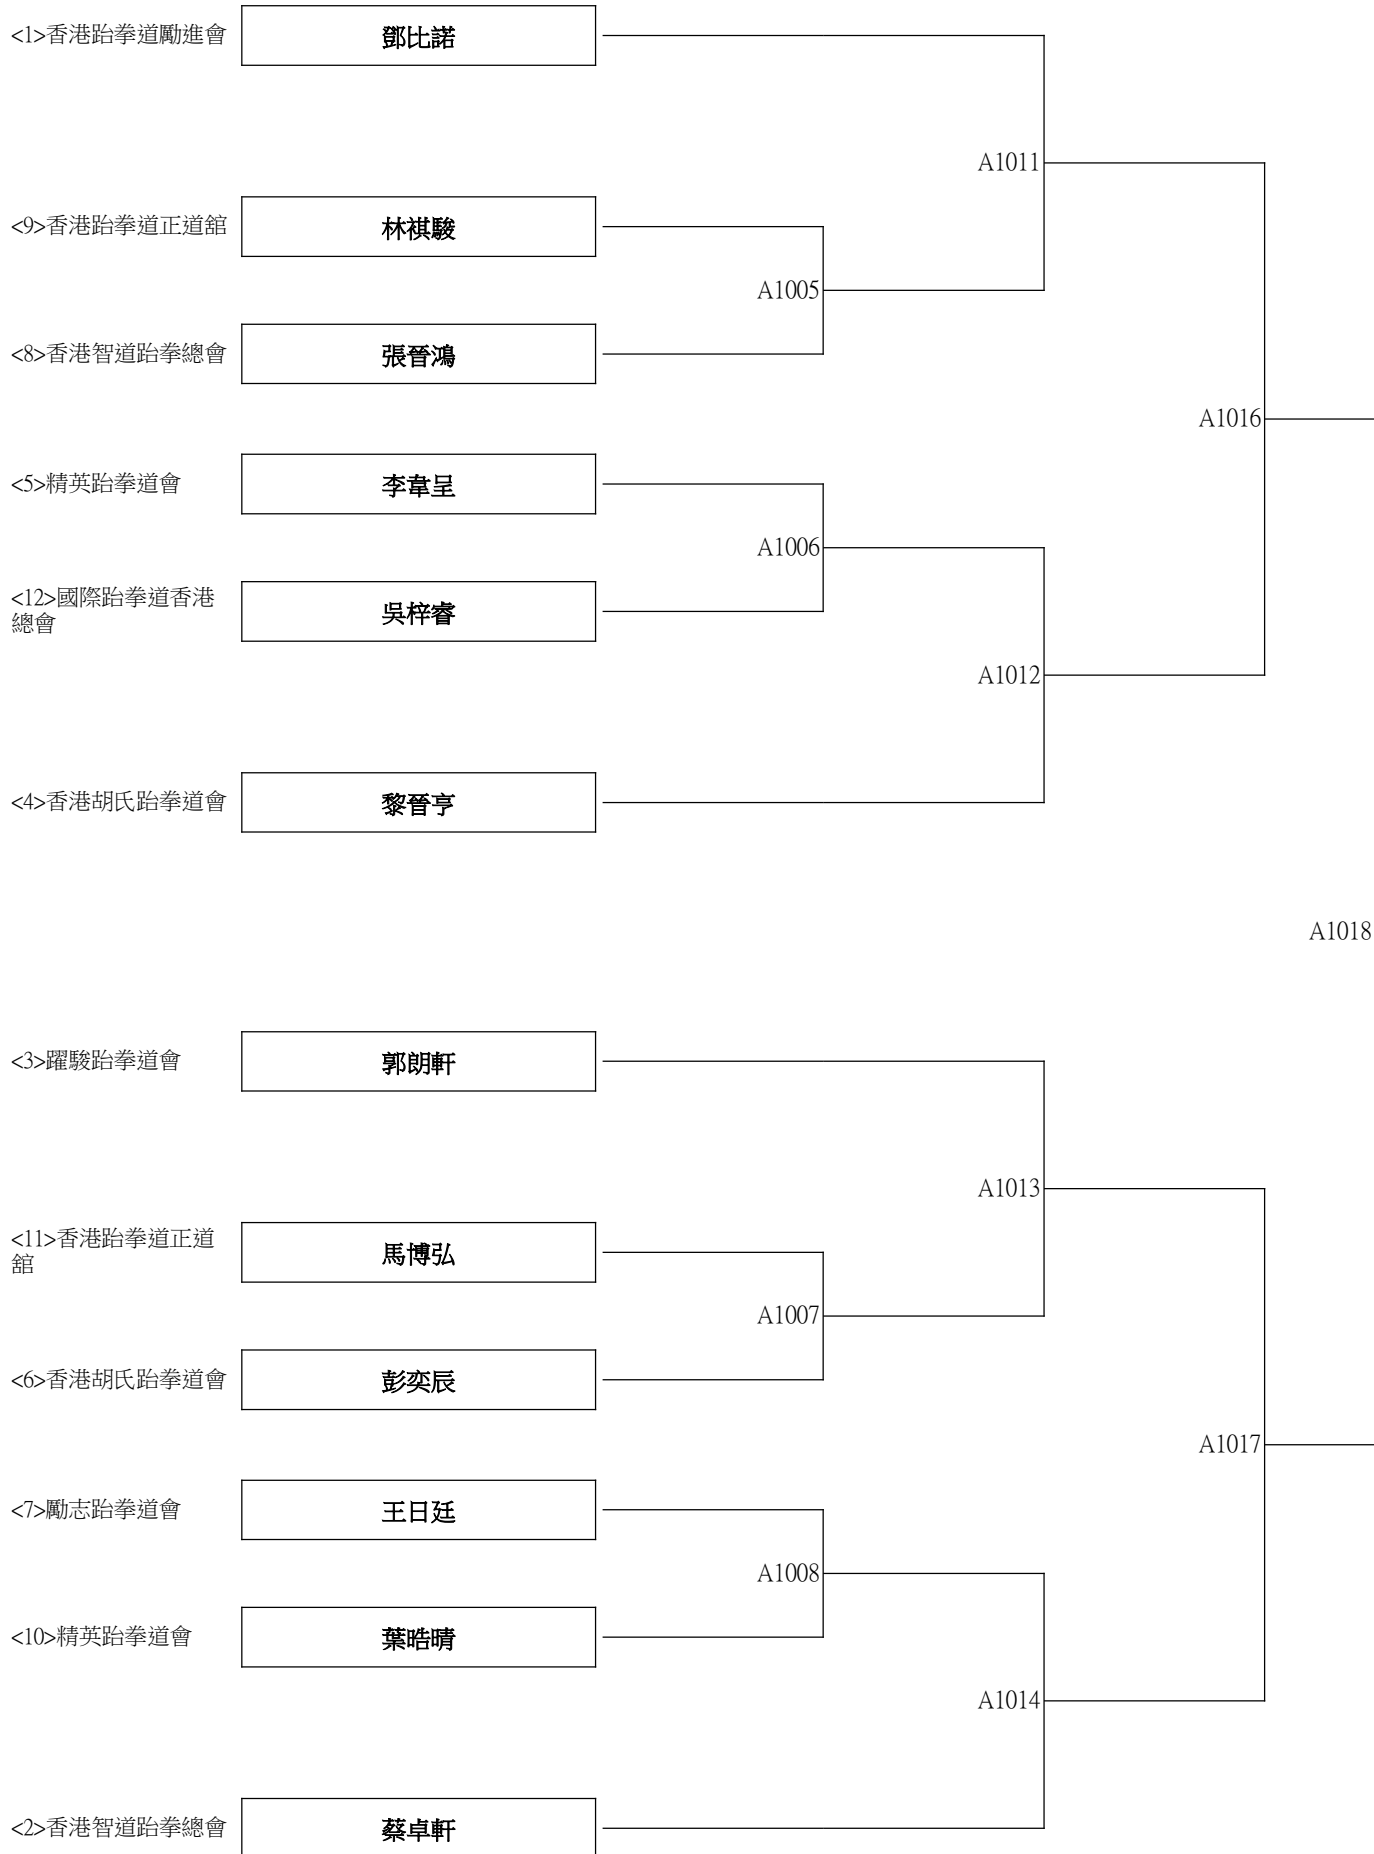 <1>香港跆拳道勵進會
鄧比諾
A1011
<9>香港跆拳道正道舘
林祺駿
A1005
<8>香港智道跆拳總會
張晉鴻
A1016
<5>精英跆拳道會
李韋呈
A1006
<12>國際跆拳道香港
總會
吳梓睿
A1012
<4>香港胡氏跆拳道會
黎晉亨
A1018
<3>躍駿跆拳道會
郭朗軒
A1013
<11>香港跆拳道正道
舘
馬博弘
A1007
<6>香港胡氏跆拳道會
彭奕辰
A1017
<7>勵志跆拳道會
王日廷
A1008
<10>精英跆拳道會
葉晧晴
A1014
<2>香港智道跆拳總會
蔡卓軒